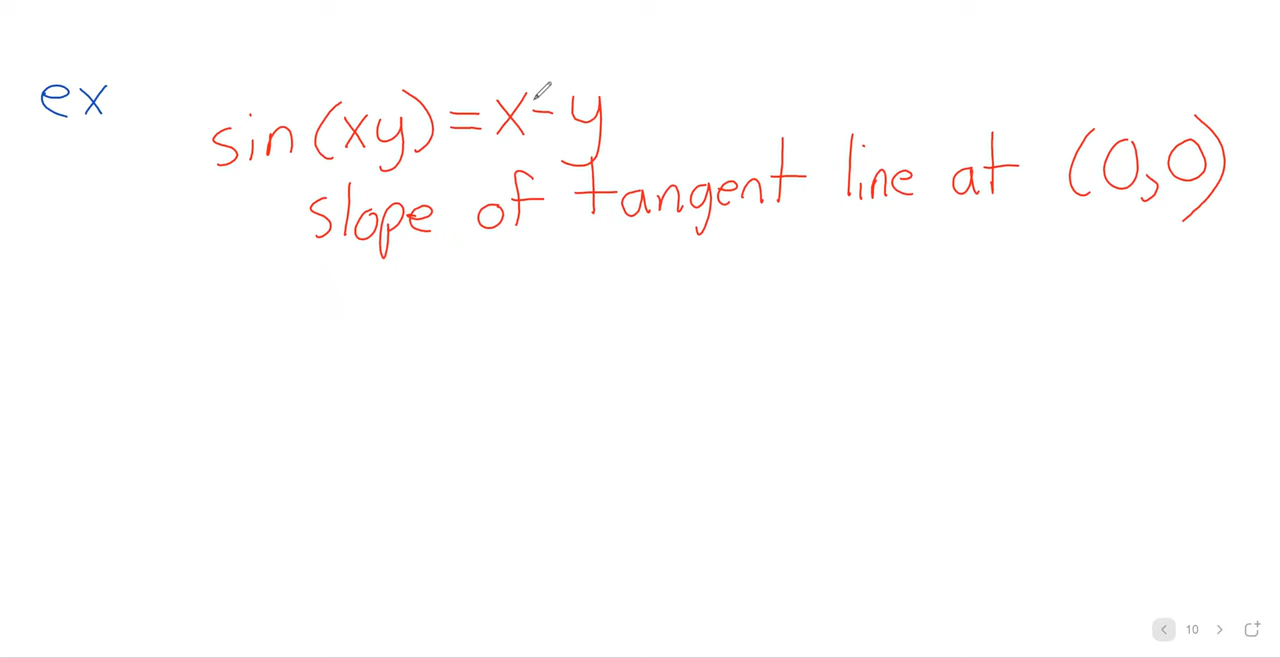 ex
sin(xy)=x-y
slope of tangent line at (0,0)
10